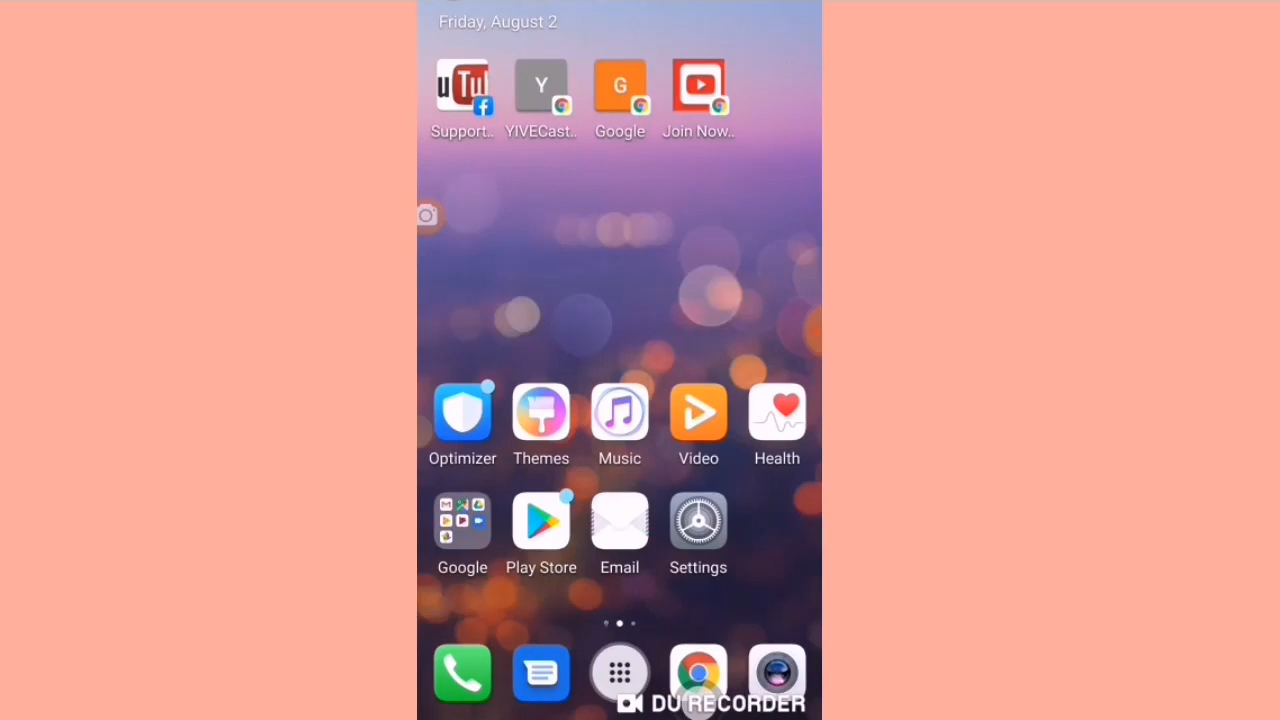 Friday, August 2
uTu
Y
G
Support..
YIVECast..
Google
Join Now..
Optimizer
Themes
Music
Video
Health
Google
Play Store
Email
Settings
DU RECORDER